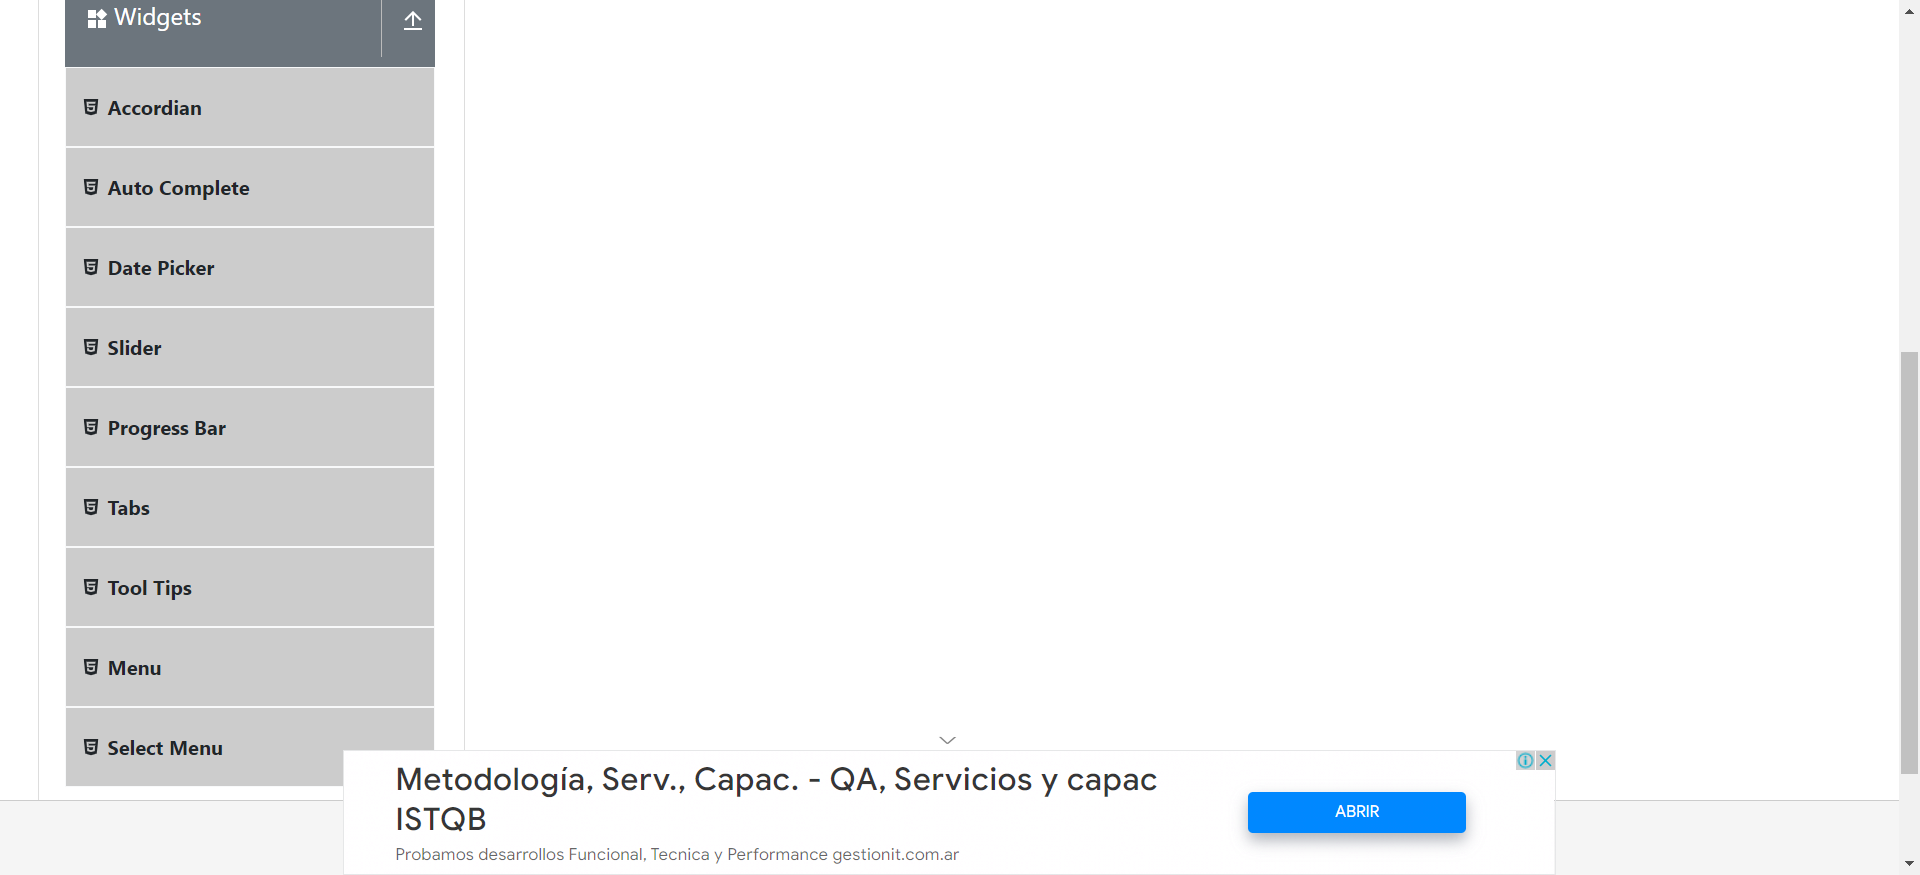 Widgets
Accordian
Auto Complete
Date Picker
Slider
Progress Bar
Tabs
Tool Tips
Menu
Select Menu
Metodología, Serv., Capac. - QA, Servicios y capac
ISTQB
Probamos desarrollos Funcional, Tecnica y Performance gestionit.com.ar
ABRIR